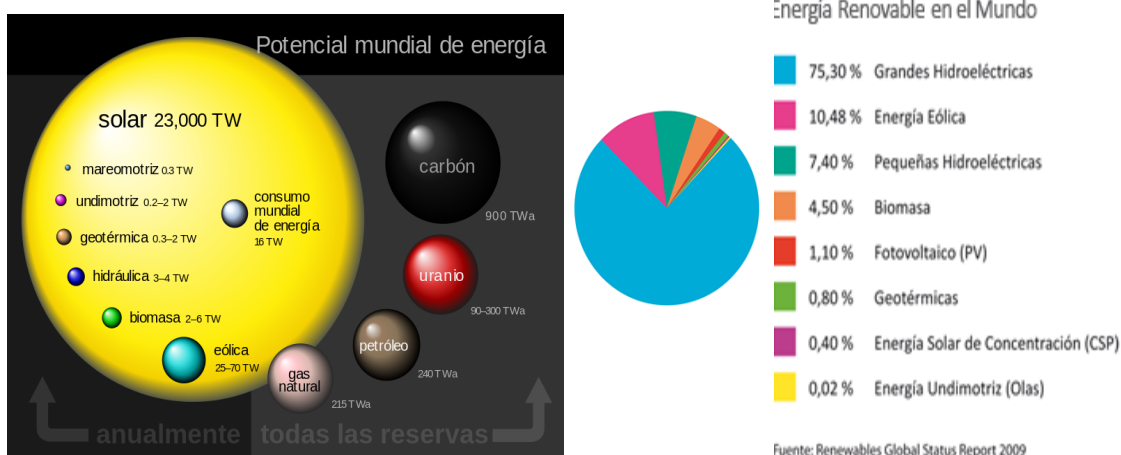 Potencial mundial de energía
solar 23,000 TW
mareomotriz 0.3 TW
undimotriz 0.2–2 TW
geotérmica 0.3–2 TW
hidráulica 3–4 TW
biomasa 2–6 TW
eólica
25–70 TW
consumo
mundial
de energía
16 TW
carbón
900 TWa
uranio
90–300 TWa
petróleo
240 TWa
gas
natural
215 TWa
anualmente
todas las reservas
Energía Renovable en el Mundo
75,30 % Grandes Hidroeléctricas
10,48 % Energía Eólica
7,40 % Pequeñas Hidroeléctricas
4,50 % Biomasa
1,10 % Fotovoltaico (PV)
0,80 % Geotérmicas
0,40 % Energía Solar de Concentración (CSP)
0,02 % Energía Undimotriz (Olas)
Fuente: Renewables Global Status Report 2009